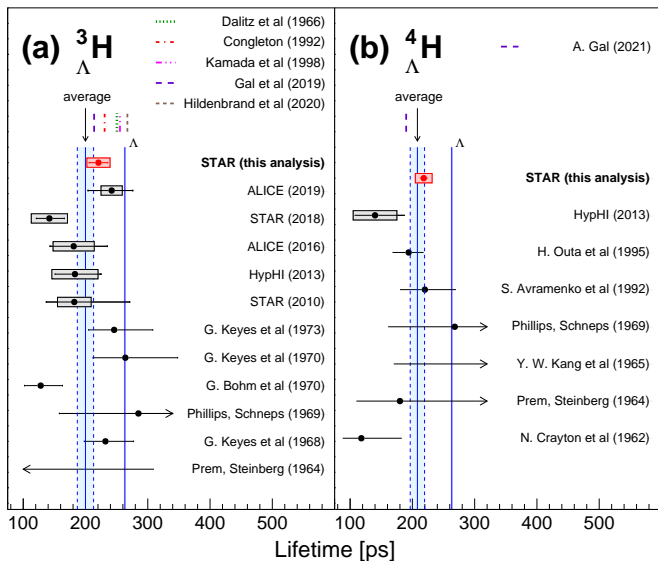 (a) ³H
Λ
Dalitz et al (1966)
Congleton (1992)
Kamada et al (1998)
Gal et al (2019)
Hildenbrand et al (2020)
average
Λ
STAR (this analysis)
ALICE (2019)
STAR (2018)
ALICE (2016)
HypHI (2013)
STAR (2010)
G. Keyes et al (1973)
G. Keyes et al (1970)
G. Bohm et al (1970)
Phillips, Schneps (1969)
G. Keyes et al (1968)
Prem, Steinberg (1964)
100 200 300 400 500
(b) ⁴H
Λ
A. Gal (2021)
average
Λ
STAR (this analysis)
HypHI (2013)
H. Outa et al (1995)
S. Avramenko et al (1992)
Phillips, Schneps (1969)
Y. W. Kang et al (1965)
Prem, Steinberg (1964)
N. Crayton et al (1962)
100 200 300 400 500
Lifetime [ps]